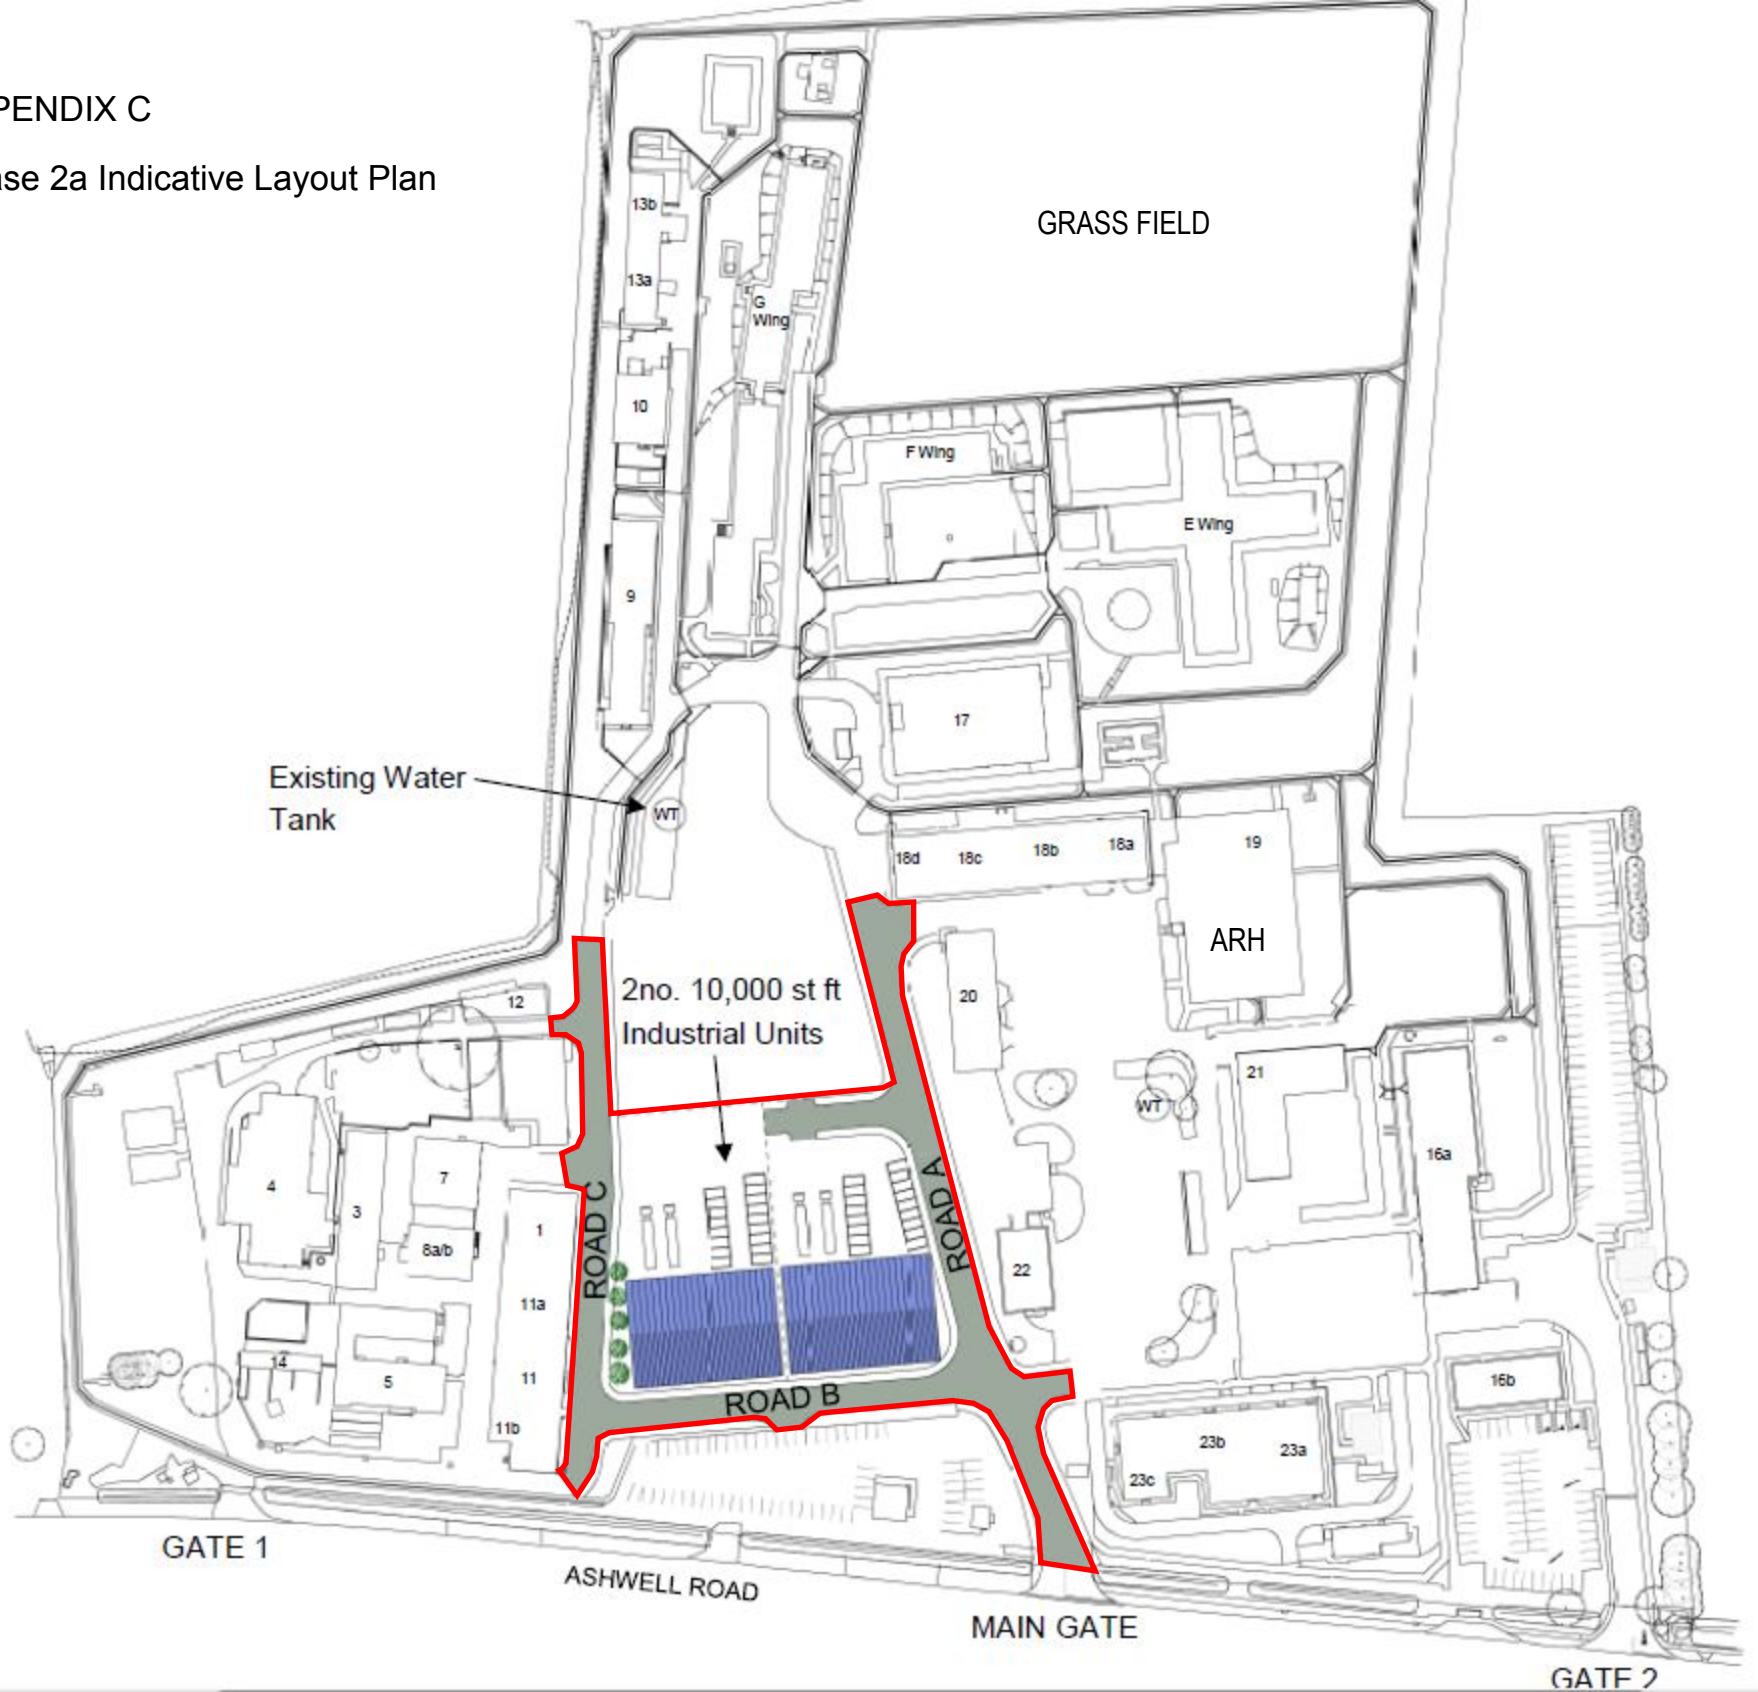 PENDIX C
ase 2a Indicative Layout Plan
GRASS FIELD
13b
13a
G
Wing
10
F Wing
E Wing
9
17
Existing Water
Tank
WT
18d
18c
18b
18a
19
ARH
2no. 10,000 st ft
Industrial Units
12
20
21
WT
16a
4
3
7
8a/b
1
ROAD C
ROAD A
22
11a
11
11b
14
5
ROAD B
16b
23b
23a
23c
GATE 1
ASHWELL ROAD
MAIN GATE
GATE 2